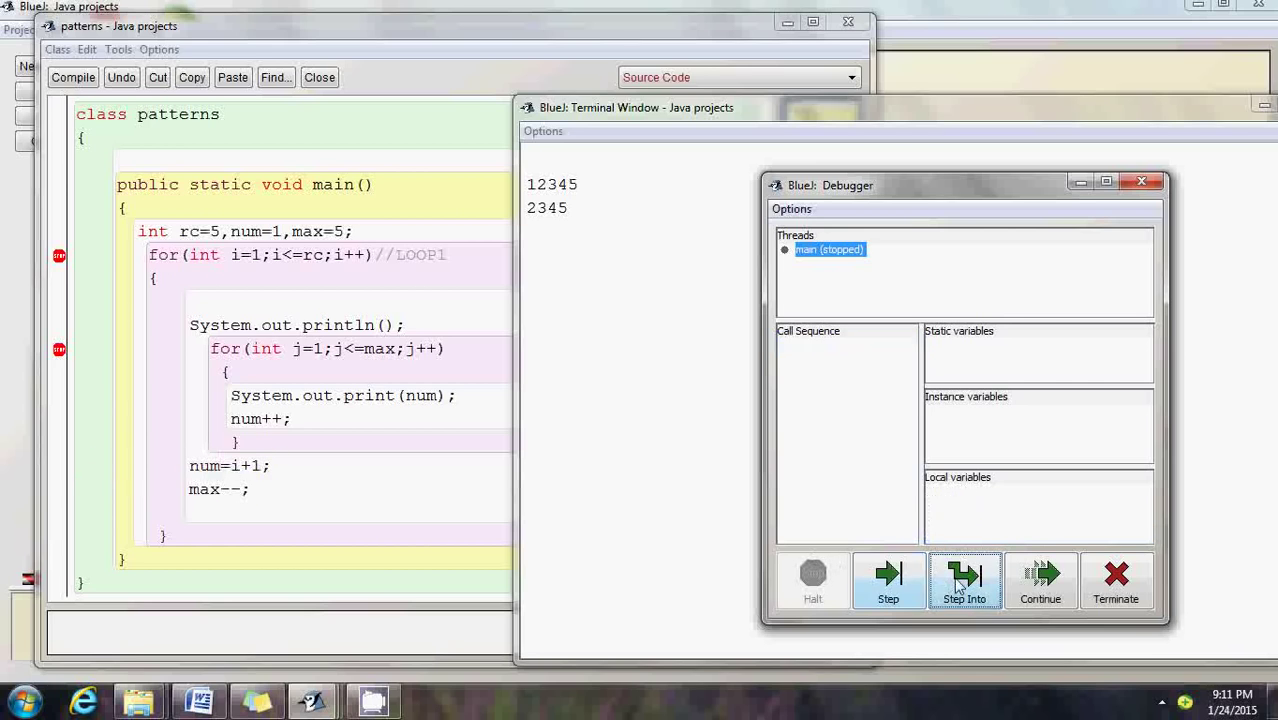 BlueJ: Java projects
patterns - Java projects
Class Edit Tools Options
Compile Undo Cut Copy Paste Find... Close Source Code
class patterns
{
public static void main()
{
int rc=5,num=1,max=5;
for(int i=1;i<=rc;i++)//LOOP1
{
System.out.println();
for(int j=1;j<=max;j++)
{
System.out.print(num);
num++;
}
num=i+1;
max--;
}
}
}
BlueJ: Terminal Window - Java projects
Options
12345
2345
BlueJ: Debugger
Options
Threads
main (stopped)
Call Sequence
Static variables
Instance variables
Local variables
Halt Step Step Into Continue Terminate
9:11 PM
1/24/2015